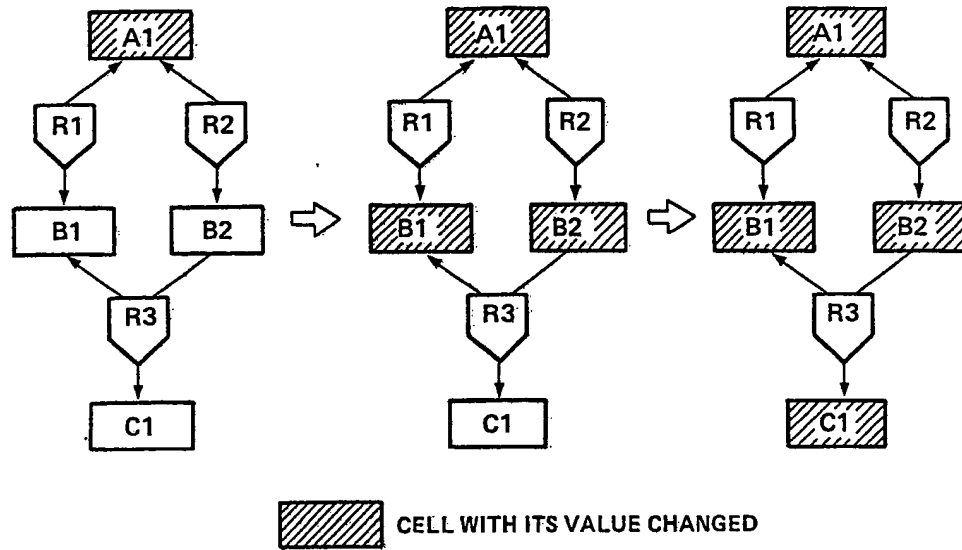 A1 A1 A1
R1 R2 R1 R2 R1 R2
B1 B2 B1 B2 B1 B2
R3 R3 R3
C1 C1 C1
CELL WITH ITS VALUE CHANGED